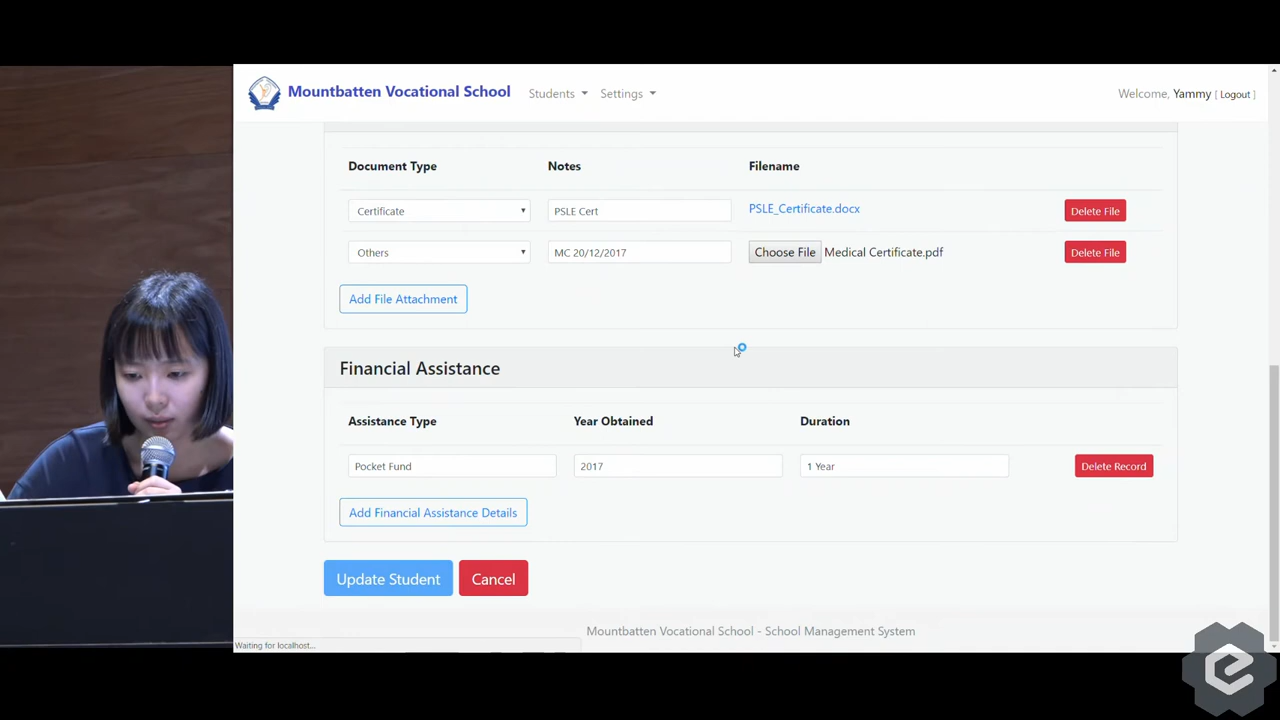 Mountbatten Vocational School Students Settings Welcome, Yammy [ Logout ]
Document Type Notes Filename
Certificate PSLE Cert PSLE_Certificate.docx Delete File
Others MC 20/12/2017 Choose File Medical Certificate.pdf Delete File
Add File Attachment
Financial Assistance
Assistance Type Year Obtained Duration
Pocket Fund 2017 1 Year Delete Record
Add Financial Assistance Details
Update Student Cancel
Mountbatten Vocational School - School Management System
Waiting for localhost...